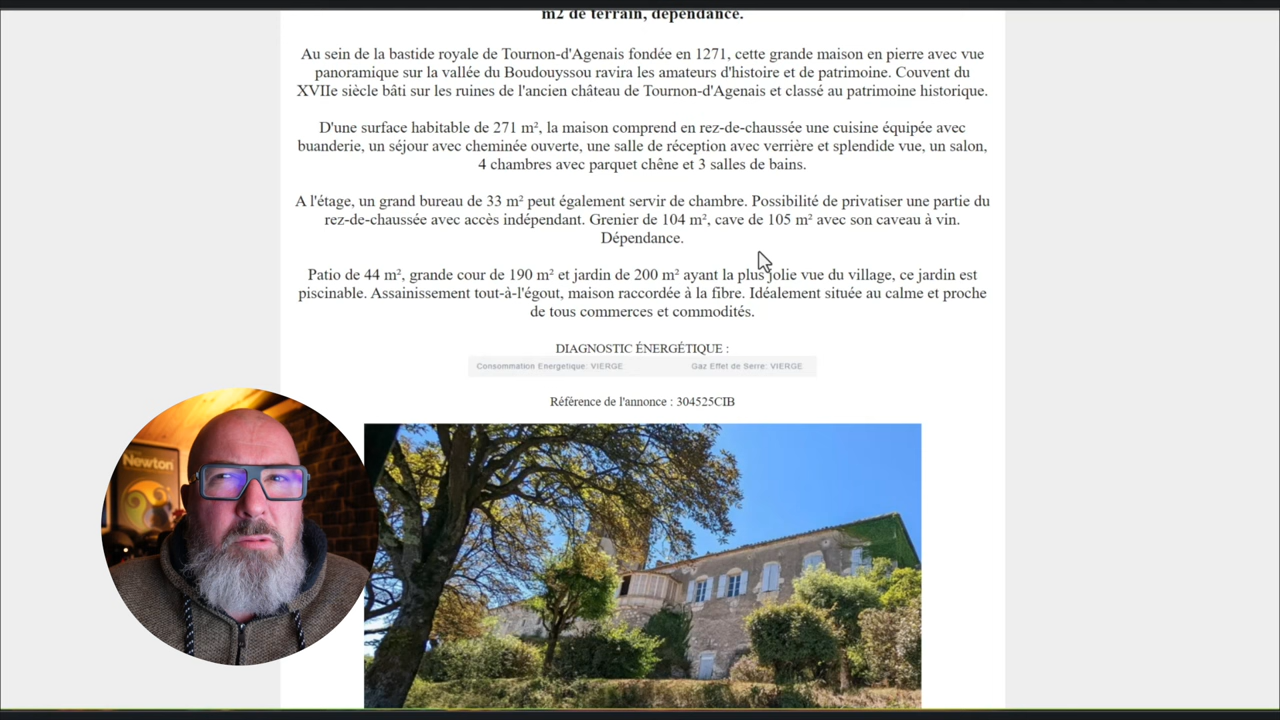 m2 de terrain, dépendance.
Au sein de la bastide royale de Tournon-d'Agenais fondée en 1271, cette grande maison en pierre avec vue
panoramique sur la vallée du Boudouyssou ravira les amateurs d'histoire et de patrimoine. Couvent du
XVIIe siècle bâti sur les ruines de l'ancien château de Tournon-d'Agenais et classé au patrimoine historique.
D'une surface habitable de 271 m², la maison comprend en rez-de-chaussée une cuisine équipée avec
buanderie, un séjour avec cheminée ouverte, une salle de réception avec verrière et splendide vue, un salon,
4 chambres avec parquet chêne et 3 salles de bains.
A l'étage, un grand bureau de 33 m² peut également servir de chambre. Possibilité de privatiser une partie du
rez-de-chaussée avec accès indépendant. Grenier de 104 m², cave de 105 m² avec son caveau à vin.
Dépendance.
Patio de 44 m², grande cour de 190 m² et jardin de 200 m² ayant la plus jolie vue du village, ce jardin est
piscinable. Assainissement tout-à-l'égout, maison raccordée à la fibre. Idéalement située au calme et proche
de tous commerces et commodités.
DIAGNOSTIC ÉNERGÉTIQUE :
Consommation Energetique: VIERGE Gaz Effet de Serre: VIERGE
Référence de l'annonce : 304525CIB
Newton